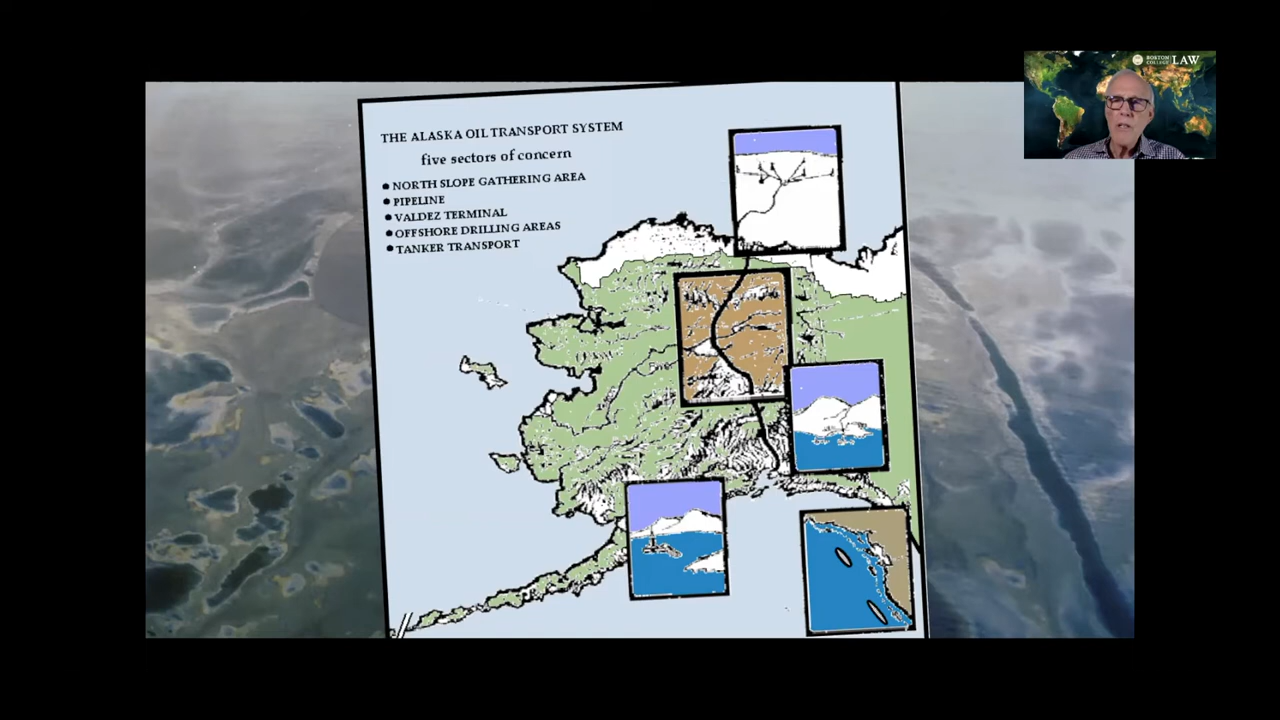 THE ALASKA OIL TRANSPORT SYSTEM
five sectors of concern
● NORTH SLOPE GATHERING AREA
● PIPELINE
● VALDEZ TERMINAL
● OFFSHORE DRILLING AREAS
● TANKER TRANSPORT
BOSTON COLLEGE LAW